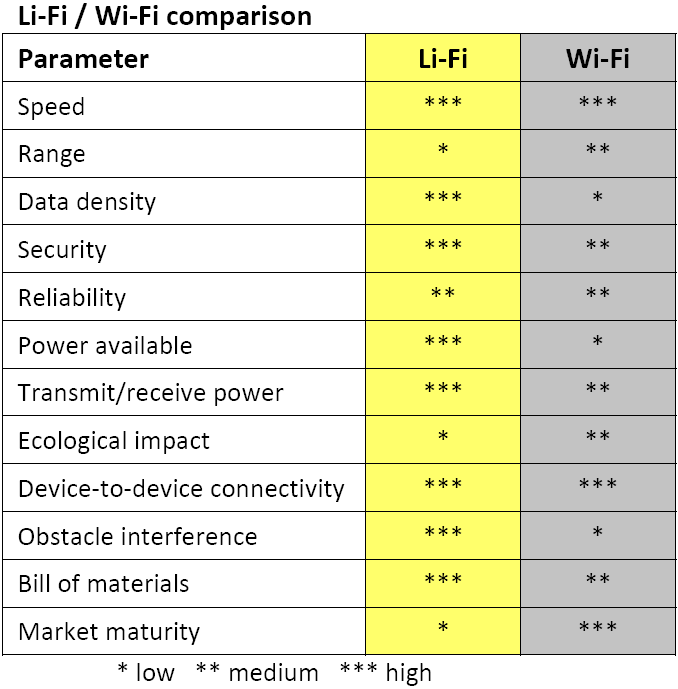 Li-Fi / Wi-Fi comparison
Parameter Li-Fi Wi-Fi
Speed *** ***
Range * **
Data density *** *
Security *** **
Reliability ** **
Power available *** *
Transmit/receive power *** **
Ecological impact * **
Device-to-device connectivity *** ***
Obstacle interference *** *
Bill of materials *** **
Market maturity * ***
* low ** medium *** high